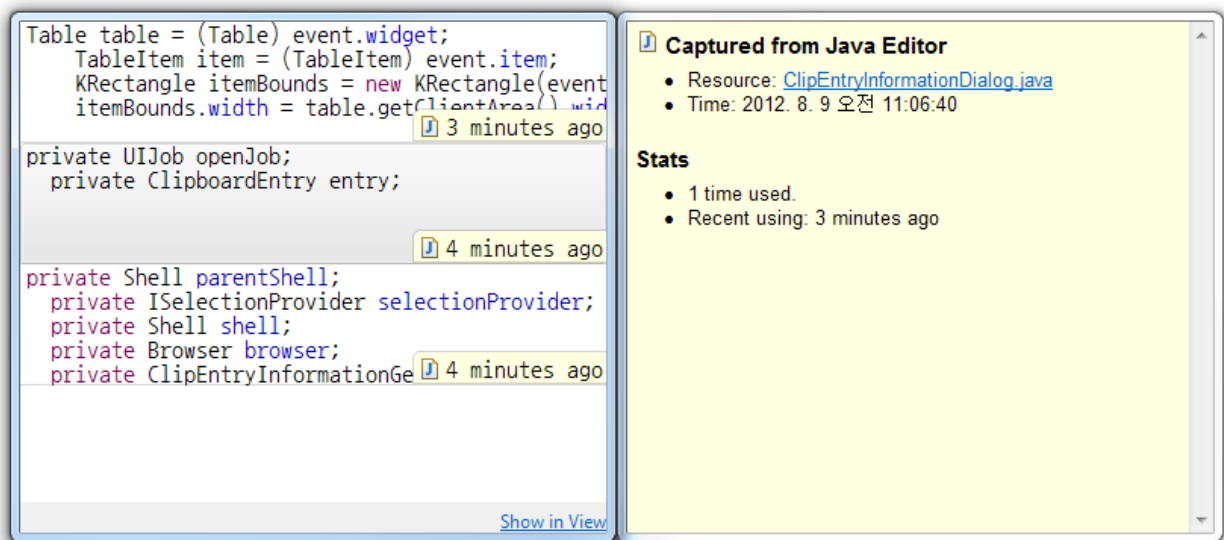 Table table = (Table) event.widget;
TableItem item = (TableItem) event.item;
KRectangle itemBounds = new KRectangle(event
itemBounds.width = table.getClientArea().wid
3 minutes ago
private UIJob openJob;
private ClipboardEntry entry;
4 minutes ago
private Shell parentShell;
private ISelectionProvider selectionProvider;
private Shell shell;
private Browser browser;
private ClipEntryInformationGe
4 minutes ago
Show in View
Captured from Java Editor
• Resource: ClipEntryInformationDialog.java
• Time: 2012. 8. 9 오전 11:06:40
Stats
• 1 time used.
• Recent using: 3 minutes ago